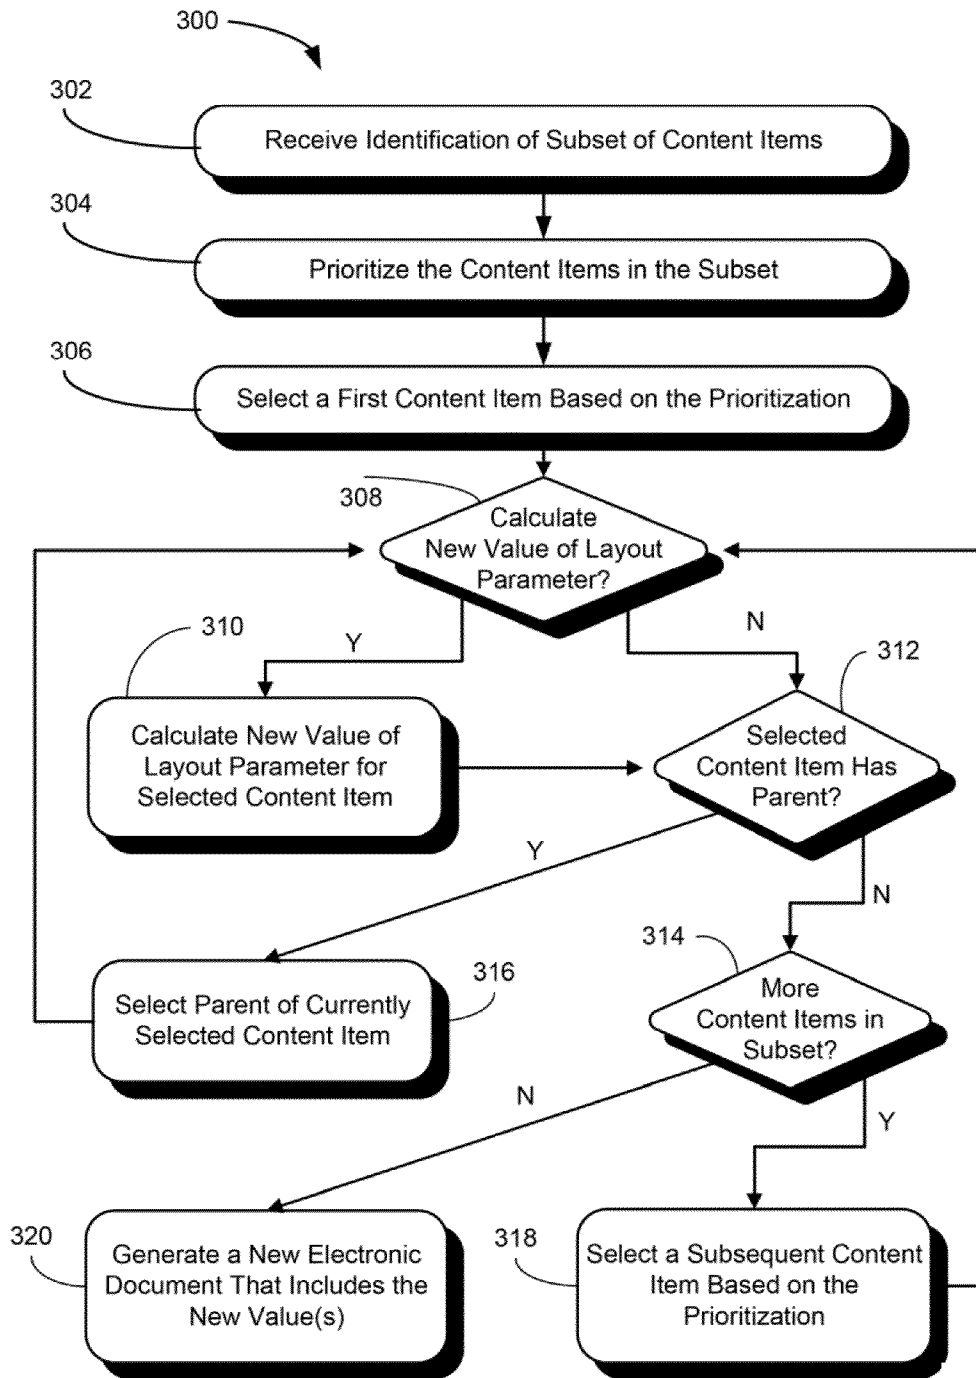 300
302
Receive Identification of Subset of Content Items
304
Prioritize the Content Items in the Subset
306
Select a First Content Item Based on the Prioritization
308
Calculate
New Value of Layout
Parameter?
310
Y
N
312
Calculate New Value of
Layout Parameter for
Selected Content Item
Selected
Content Item Has
Parent?
Y
N
314
316
Select Parent of Currently
Selected Content Item
More
Content Items in
Subset?
N
Y
320
Generate a New Electronic
Document That Includes the
New Value(s)
318
Select a Subsequent Content
Item Based on the
Prioritization